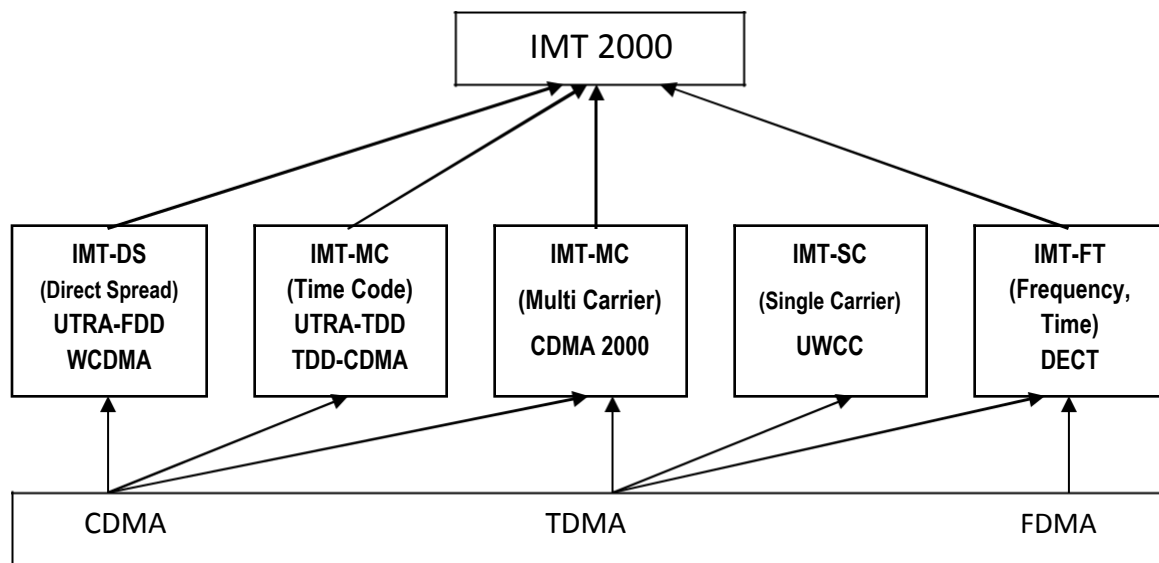 IMT 2000
IMT-DS
(Direct Spread)
UTRA-FDD
WCDMA
IMT-MC
(Time Code)
UTRA-TDD
TDD-CDMA
IMT-MC
(Multi Carrier)
CDMA 2000
IMT-SC
(Single Carrier)
UWCC
IMT-FT
(Frequency,
Time)
DECT
CDMA
TDMA
FDMA